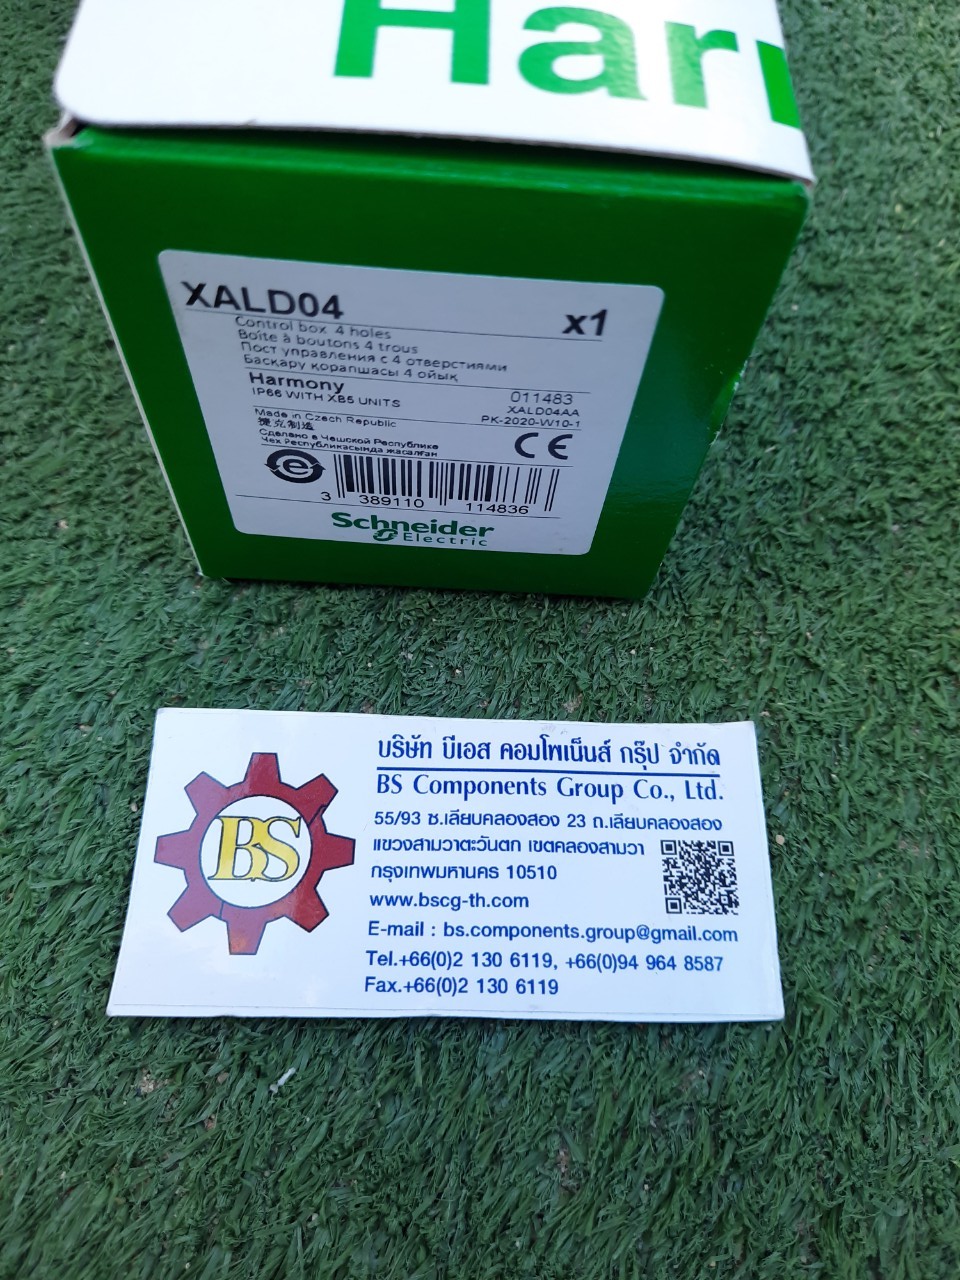 Har
XALD04
x1
Control box 4 holes
Boîte à boutons 4 trous
Пост управления с 4 отверстиями
Басқару қорапшасы 4 ойық
Harmony
IP66 WITH XB5 UNITS
011483
XALD04AA
PK-2020-W10-1
Made in Czech Republic
捷克制造
Сделано в Чешской Республике
Чех Республикасында жасалған
CE
3 389110 114836
Schneider
Electric
บริษัท บีเอส คอมโพเน็นส์ กรุ๊ป จำกัด
BS Components Group Co., Ltd.
BS
55/93 ซ.เลียบคลองสอง 23 ถ.เลียบคลองสอง
แขวงสามวาตะวันตก เขตคลองสามวา
กรุงเทพมหานคร 10510
www.bscg-th.com
E-mail : bs.components.group@gmail.com
Tel.+66(0)2 130 6119, +66(0)94 964 8587
Fax.+66(0)2 130 6119